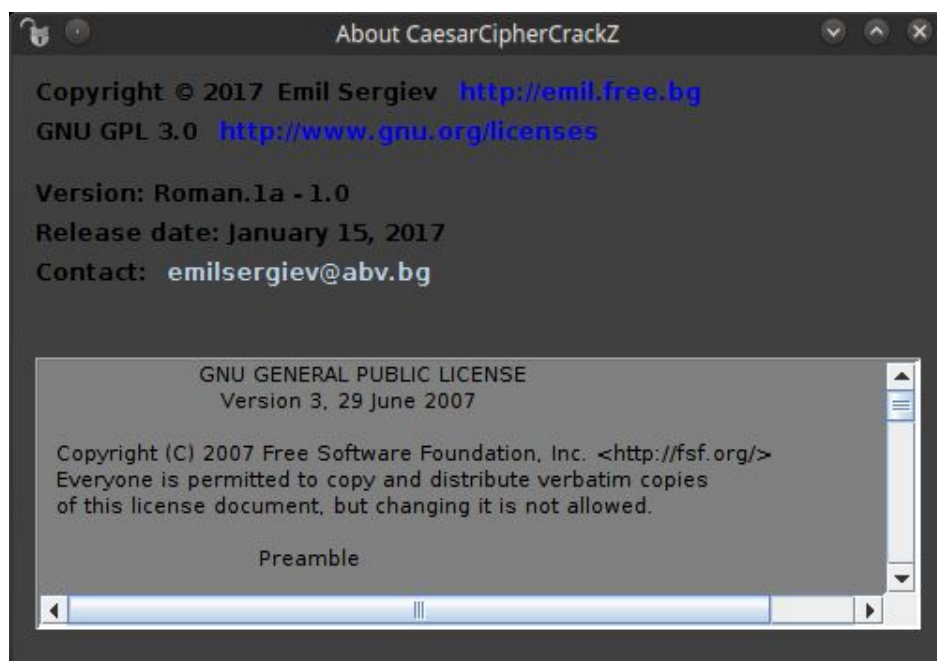 About CaesarCipherCrackZ
Copyright © 2017 Emil Sergiev http://emil.free.bg
GNU GPL 3.0 http://www.gnu.org/licenses
Version: Roman.1a - 1.0
Release date: January 15, 2017
Contact: emilsergiev@abv.bg
GNU GENERAL PUBLIC LICENSE
Version 3, 29 June 2007
Copyright (C) 2007 Free Software Foundation, Inc. <http://fsf.org/>
Everyone is permitted to copy and distribute verbatim copies
of this license document, but changing it is not allowed.
Preamble